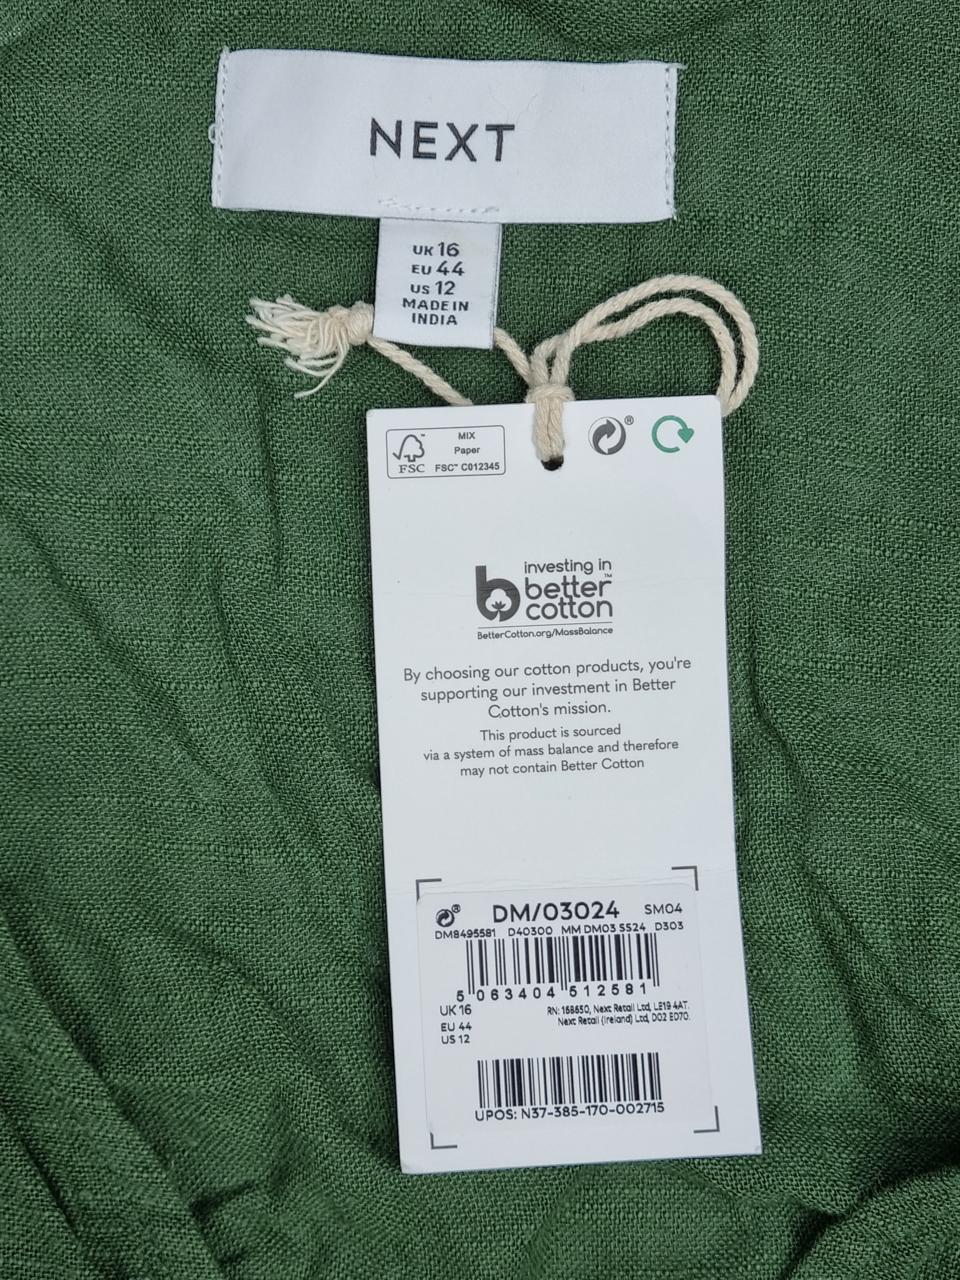 NEXT
UK 16
EU 44
US 12
MADE IN
INDIA
FSC™
MIX
Paper
FSC™ C012345
®
investing in
better™
cotton
BetterCotton.org/MassBalance
By choosing our cotton products, you're
supporting our investment in Better
Cotton's mission.
This product is sourced
via a system of mass balance and therefore
may not contain Better Cotton
® DM/03024 SM04
DM8495581 D40300 MM DM03 SS24 D303
5 063404 512581
UK 16
EU 44
US 12
RN: 158650, Next Retail Ltd, LE19 4AT.
Next Retail (Ireland) Ltd, D02 ED70.
UPOS: N37-385-170-002715